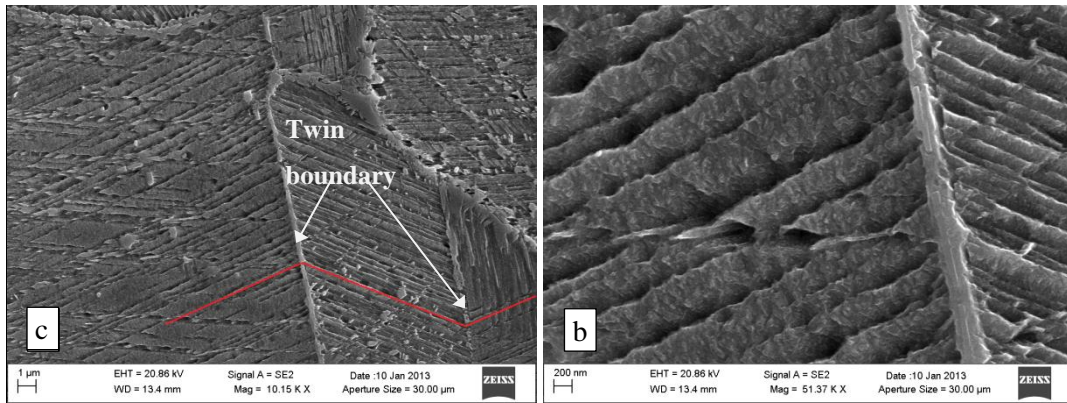 Twin
boundary
c
1 µm
EHT = 20.86 kV
WD = 13.4 mm
Signal A = SE2
Mag = 10.15 K X
Date :10 Jan 2013
Aperture Size = 30.00 µm
ZEISS
b
200 nm
EHT = 20.86 kV
WD = 13.4 mm
Signal A = SE2
Mag = 51.37 K X
Date :10 Jan 2013
Aperture Size = 30.00 µm
ZEISS